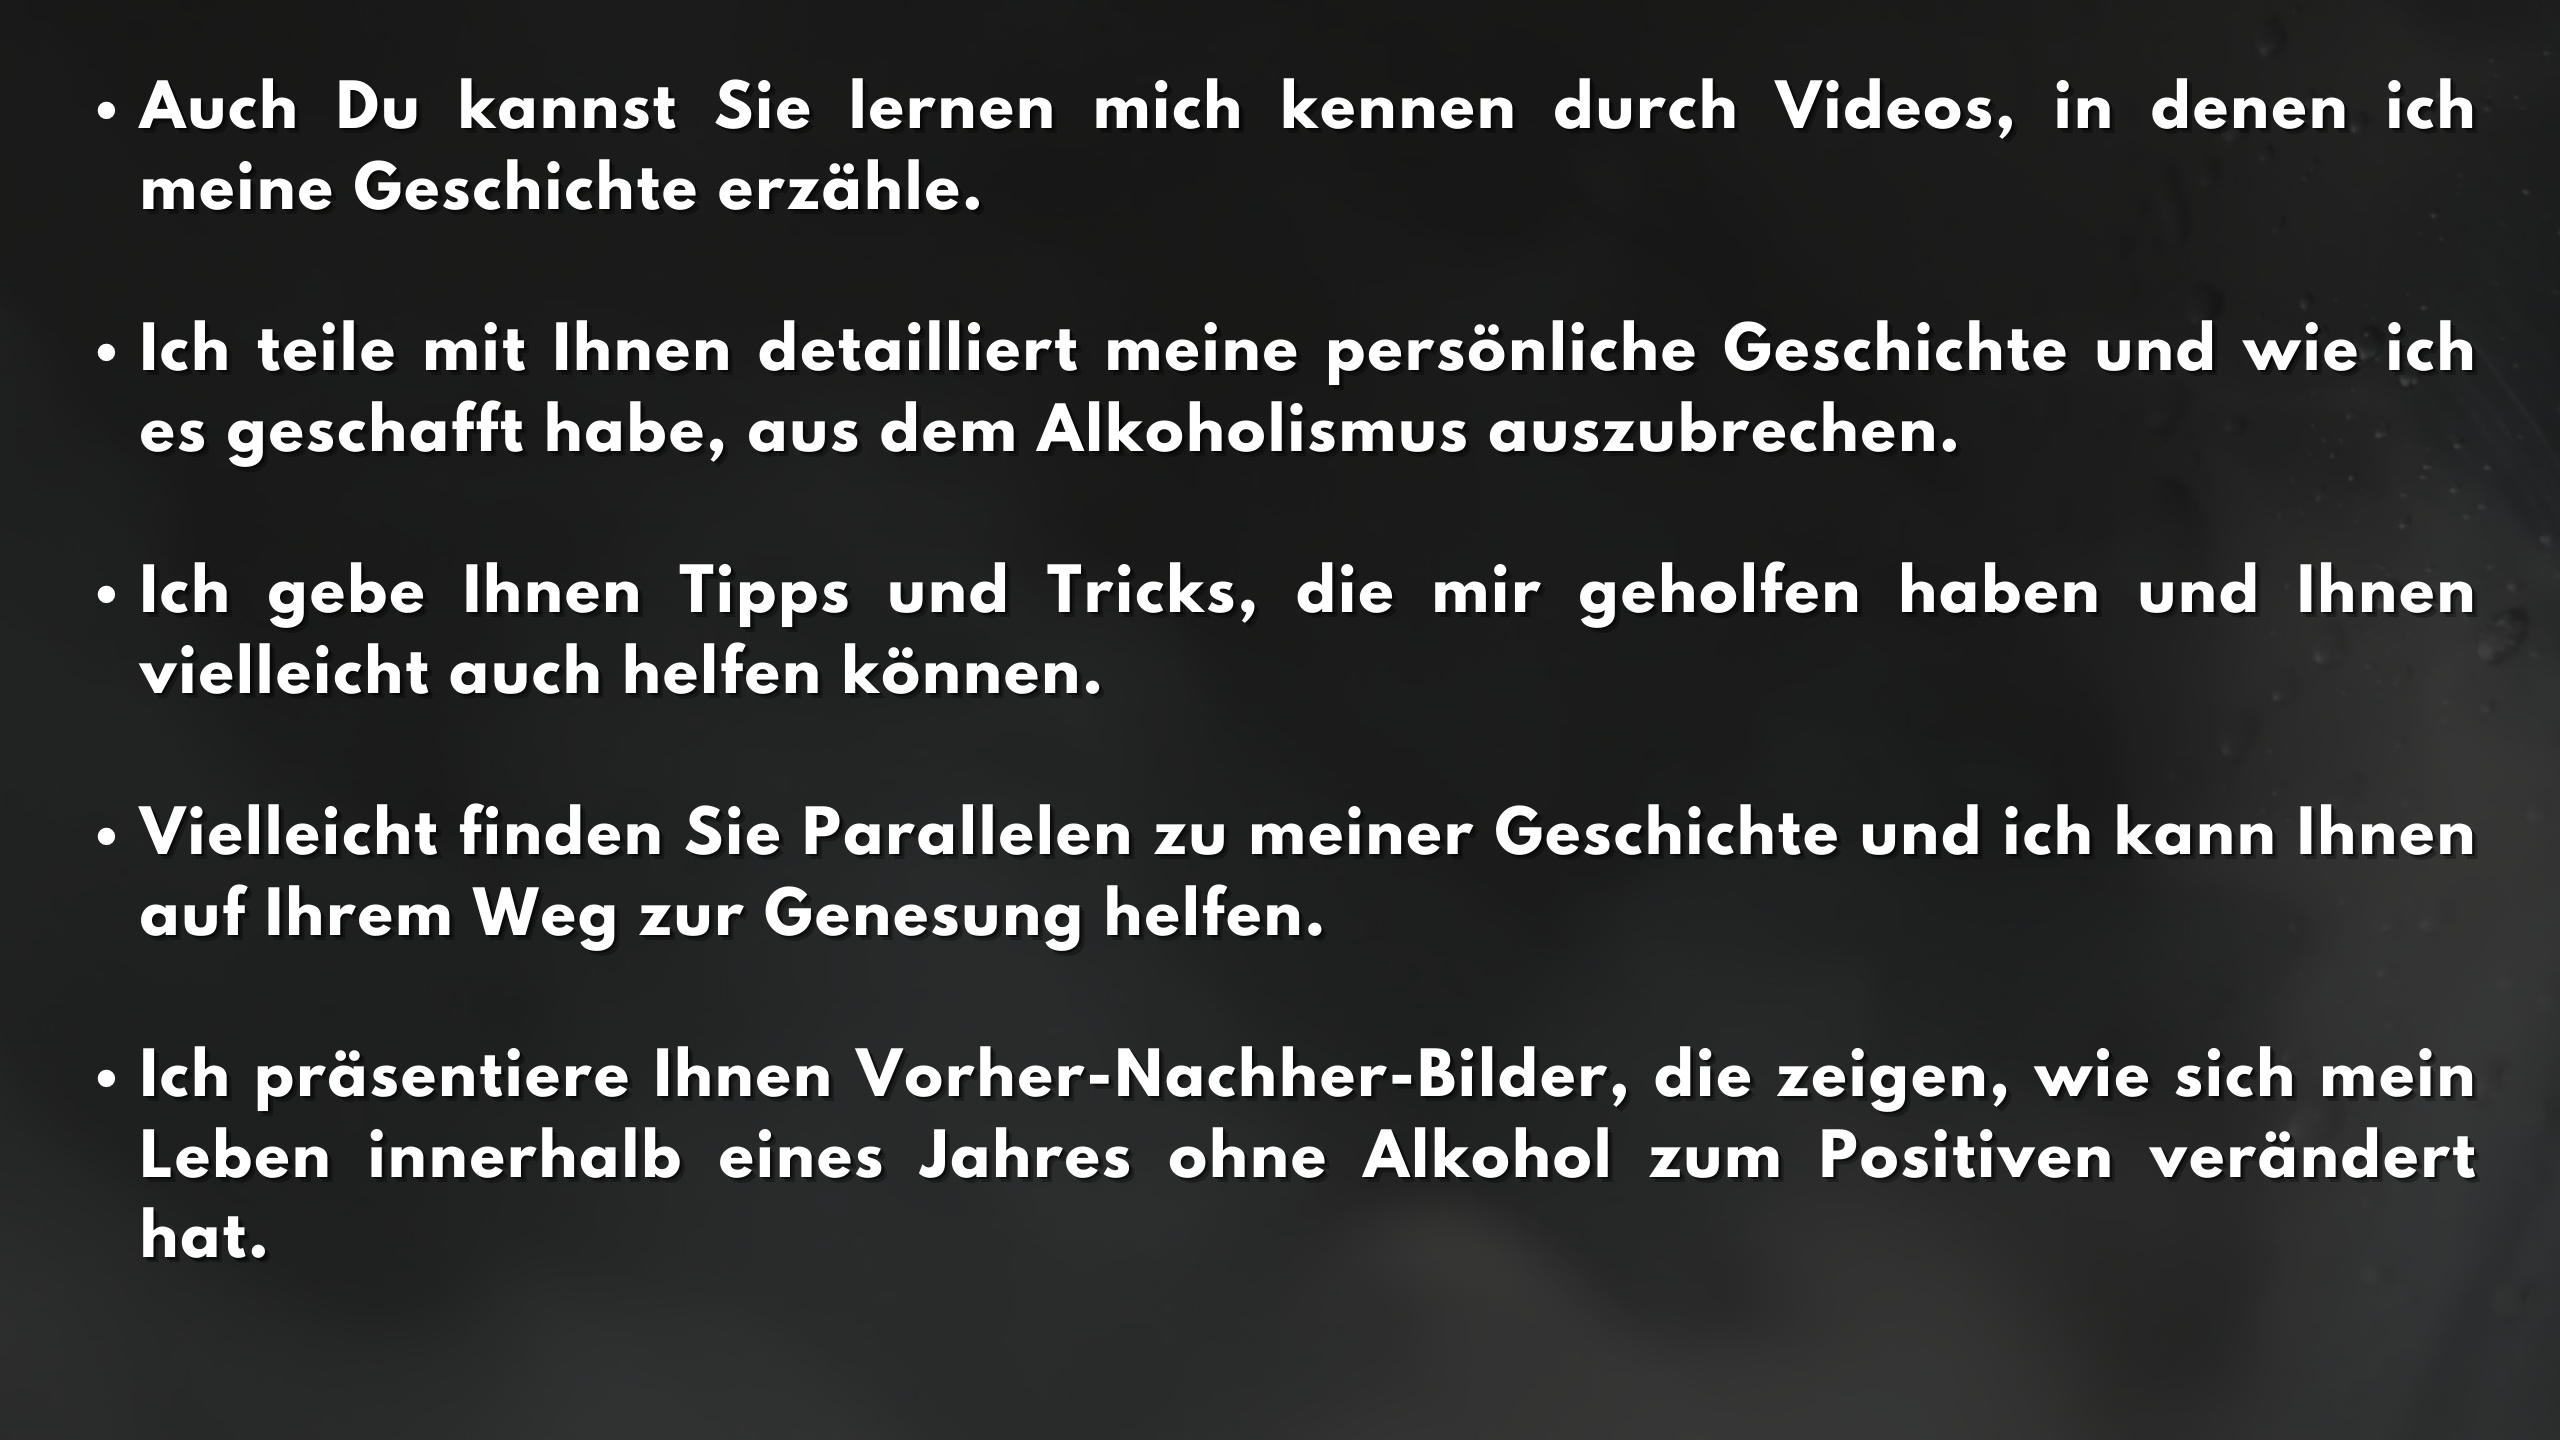 • Auch Du kannst Sie lernen mich kennen durch Videos, in denen ich
meine Geschichte erzähle.
• Ich teile mit Ihnen detailliert meine persönliche Geschichte und wie ich
es geschafft habe, aus dem Alkoholismus auszubrechen.
• Ich gebe Ihnen Tipps und Tricks, die mir geholfen haben und Ihnen
vielleicht auch helfen können.
• Vielleicht finden Sie Parallelen zu meiner Geschichte und ich kann Ihnen
auf Ihrem Weg zur Genesung helfen.
• Ich präsentiere Ihnen Vorher-Nachher-Bilder, die zeigen, wie sich mein
Leben innerhalb eines Jahres ohne Alkohol zum Positiven verändert
hat.